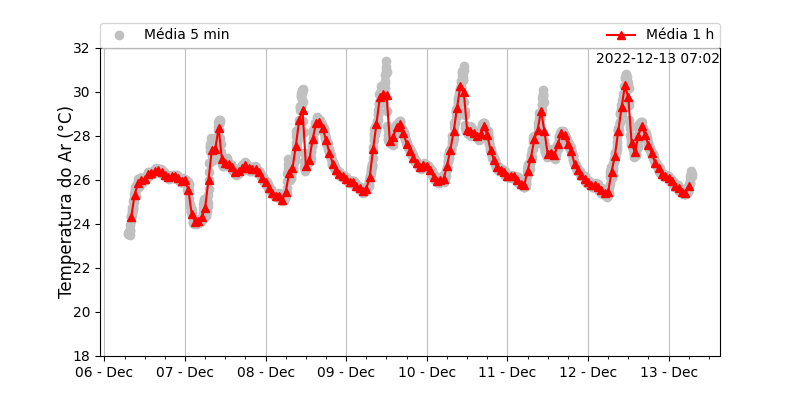 Média 5 min
Média 1 h
2022-12-13 07:02
Temperatura do Ar (°C)
32
30
28
26
24
22
20
18
06 - Dec
07 - Dec
08 - Dec
09 - Dec
10 - Dec
11 - Dec
12 - Dec
13 - Dec